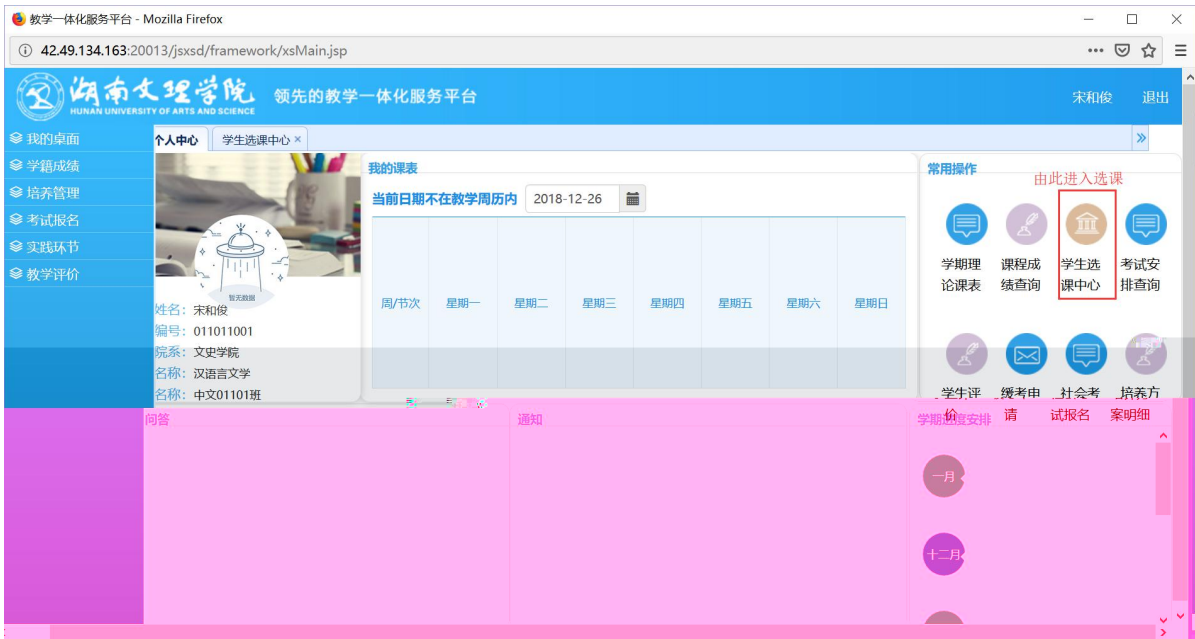 教学一体化服务平台 - Mozilla Firefox
42.49.134.163:20013/jsxsd/framework/xsMain.jsp
湖南文理学院
HUNAN UNIVERSITY OF ARTS AND SCIENCE
领先的教学一体化服务平台
宋和俊 退出
我的桌面
学籍成绩
培养管理
考试报名
实践环节
教学评价
个人中心 学生选课中心 ×
暂无数据
姓名：宋和俊
编号：011011001
院系：文史学院
名称：汉语言文学
名称：中文01101班
我的课表
当前日期不在教学周历内 2018-12-26
周/节次 星期一 星期二 星期三 星期四 星期五 星期六 星期日
常用操作
由此进入选课
学期理论课表
课程成绩查询
学生选课中心
考试安排查询
学生评价
缓考申请
社会考试报名
培养方案明细
问答
通知
学期进度安排
一月
十二月